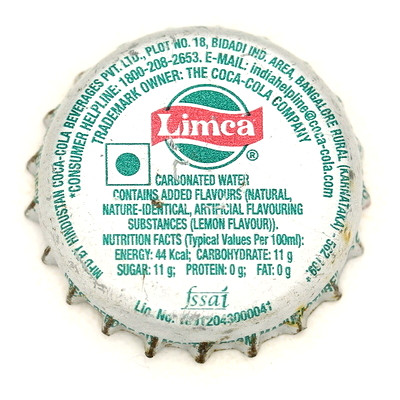 MFD BY HINDUSTAN COCA-COLA BEVERAGES PVT. LTD., PLOT NO. 18, BIDADI IND. AREA, BANGALORE RURAL (KARNATAKA) - 562 109. *
*CONSUMER HELPLINE: 1800-208-2653. E-MAIL: indiahelpline@coca-cola.com
TRADEMARK OWNER: THE COCA-COLA COMPANY
Limca
®
CARBONATED WATER
CONTAINS ADDED FLAVOURS (NATURAL,
NATURE-IDENTICAL, ARTIFICIAL FLAVOURING
SUBSTANCES (LEMON FLAVOUR)).
NUTRITION FACTS (Typical Values Per 100ml):
ENERGY: 44 Kcal; CARBOHYDRATE: 11 g
SUGAR: 11 g; PROTEIN: 0 g; FAT: 0 g
fssai
Lic. No. 10012043000041